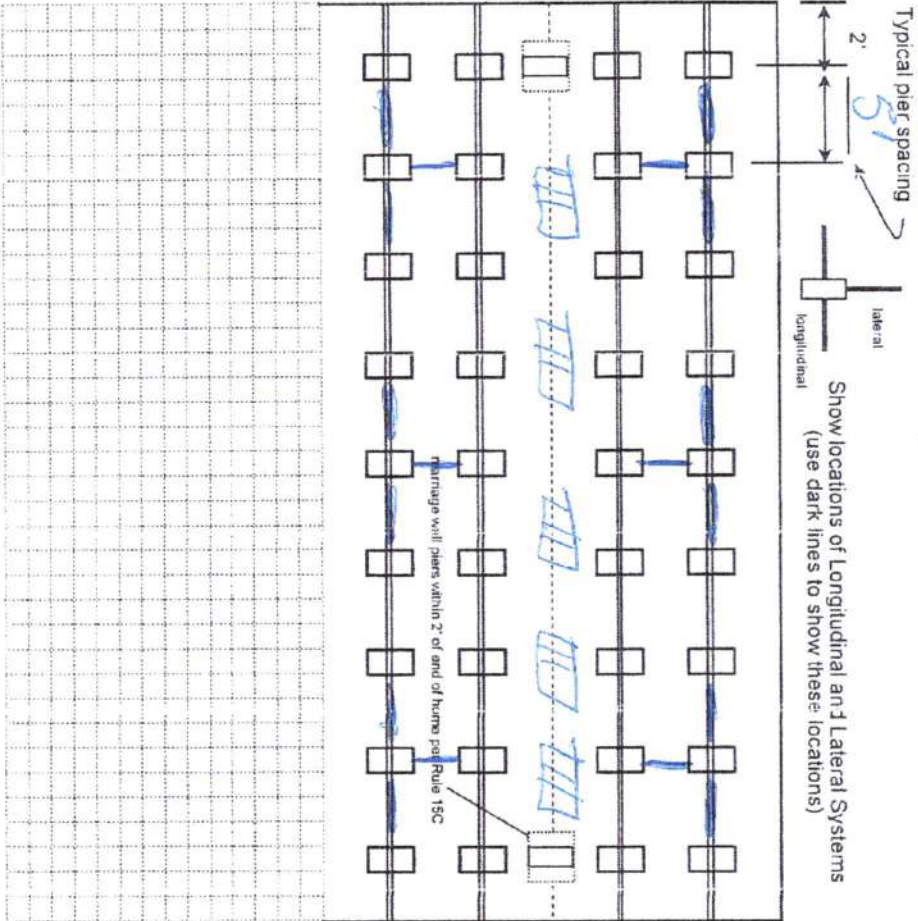 Typical pier spacing
2'
5'
lateral
longitudinal
Show locations of Longitudinal and Lateral Systems
(use dark lines to show these locations)
marriage wall piers within 2' of end of home per Rule 15C